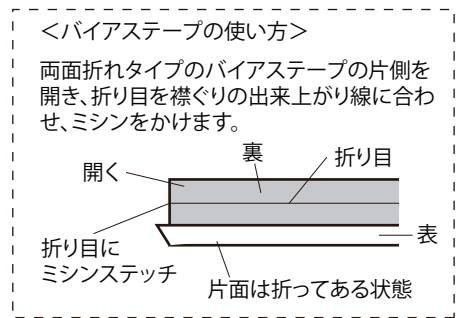 ＜バイアステープの使い方＞
両面折れタイプのバイアステープの片側を
開き、折り目を襟ぐりの出来上がり線に合わ
せ、ミシンをかけます。
裏
折り目
開く
表
折り目に
ミシンステッチ
片面は折ってある状態